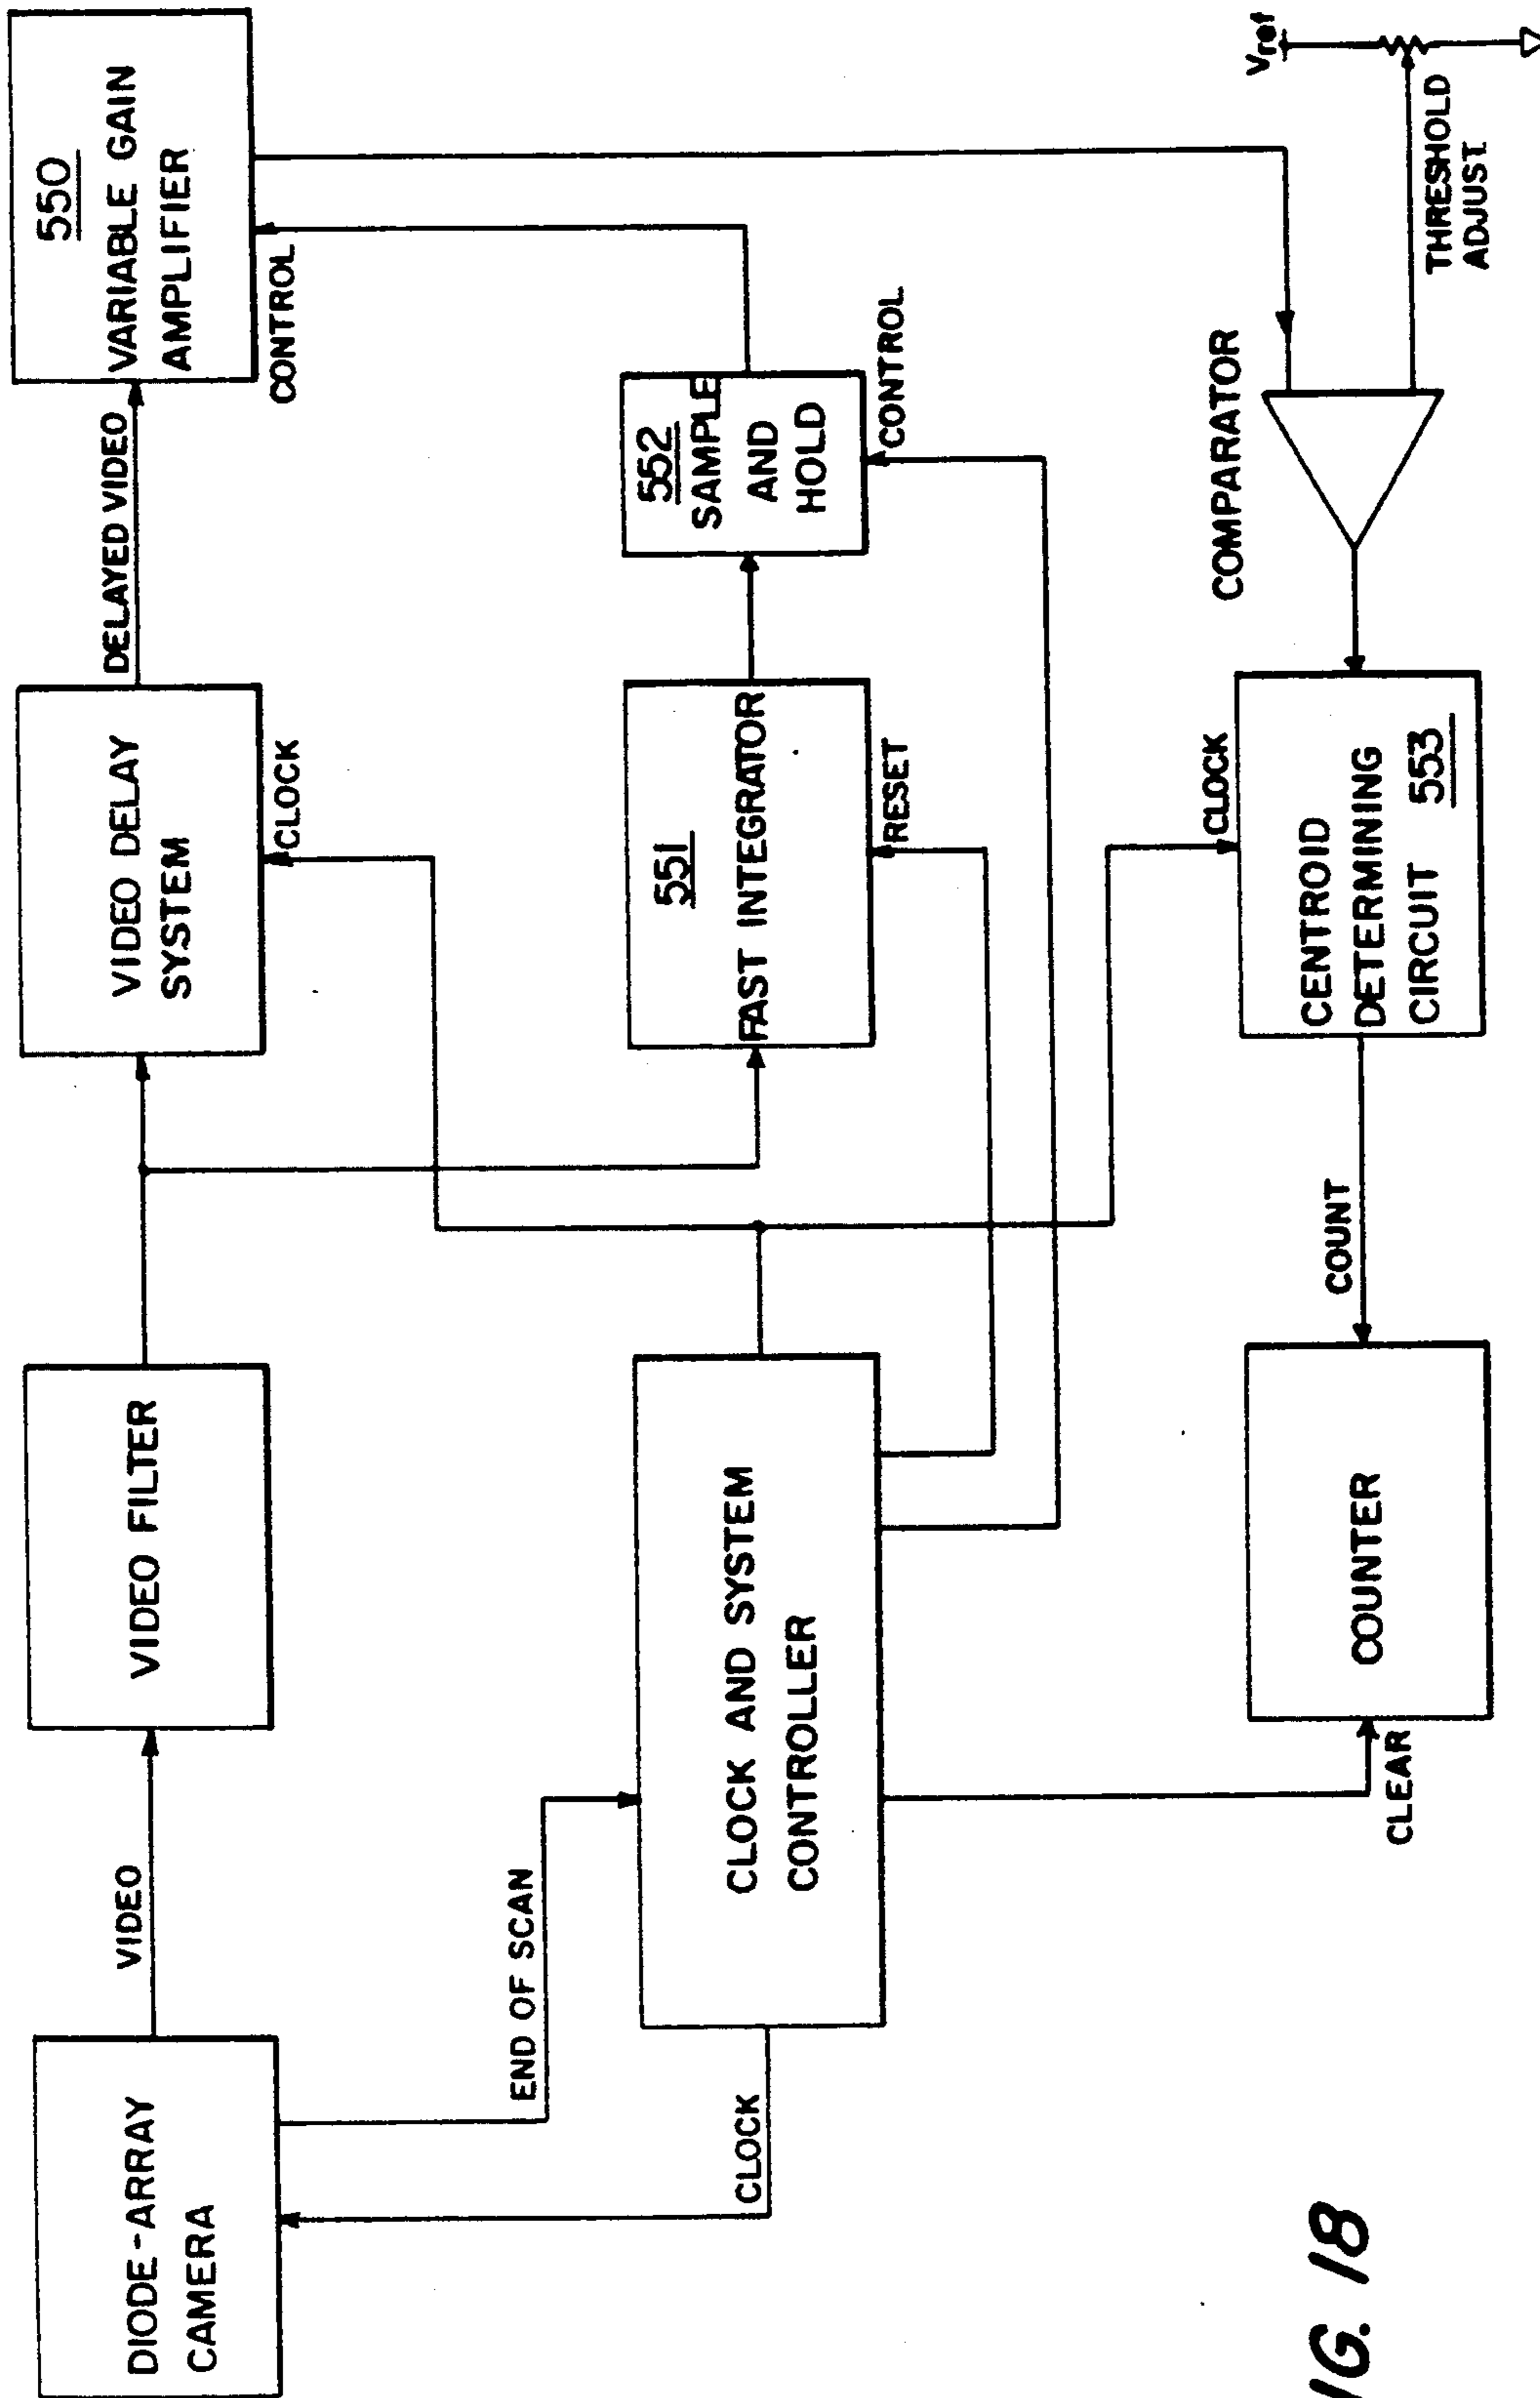 DIODE-ARRAY
CAMERA
VIDEO
VIDEO FILTER
VIDEO DELAY
SYSTEM
CLOCK
DELAYED VIDEO
550
VARIABLE GAIN
AMPLIFIER
CONTROL
END OF SCAN
CLOCK
CLOCK AND SYSTEM
CONTROLLER
551
FAST INTEGRATOR
RESET
552
SAMPLE
AND
HOLD
CONTROL
CLEAR
COUNTER
COUNT
CLOCK
CENTROID
DETERMINING
CIRCUIT 553
COMPARATOR
THRESHOLD
ADJUST
Vref
IG. 18